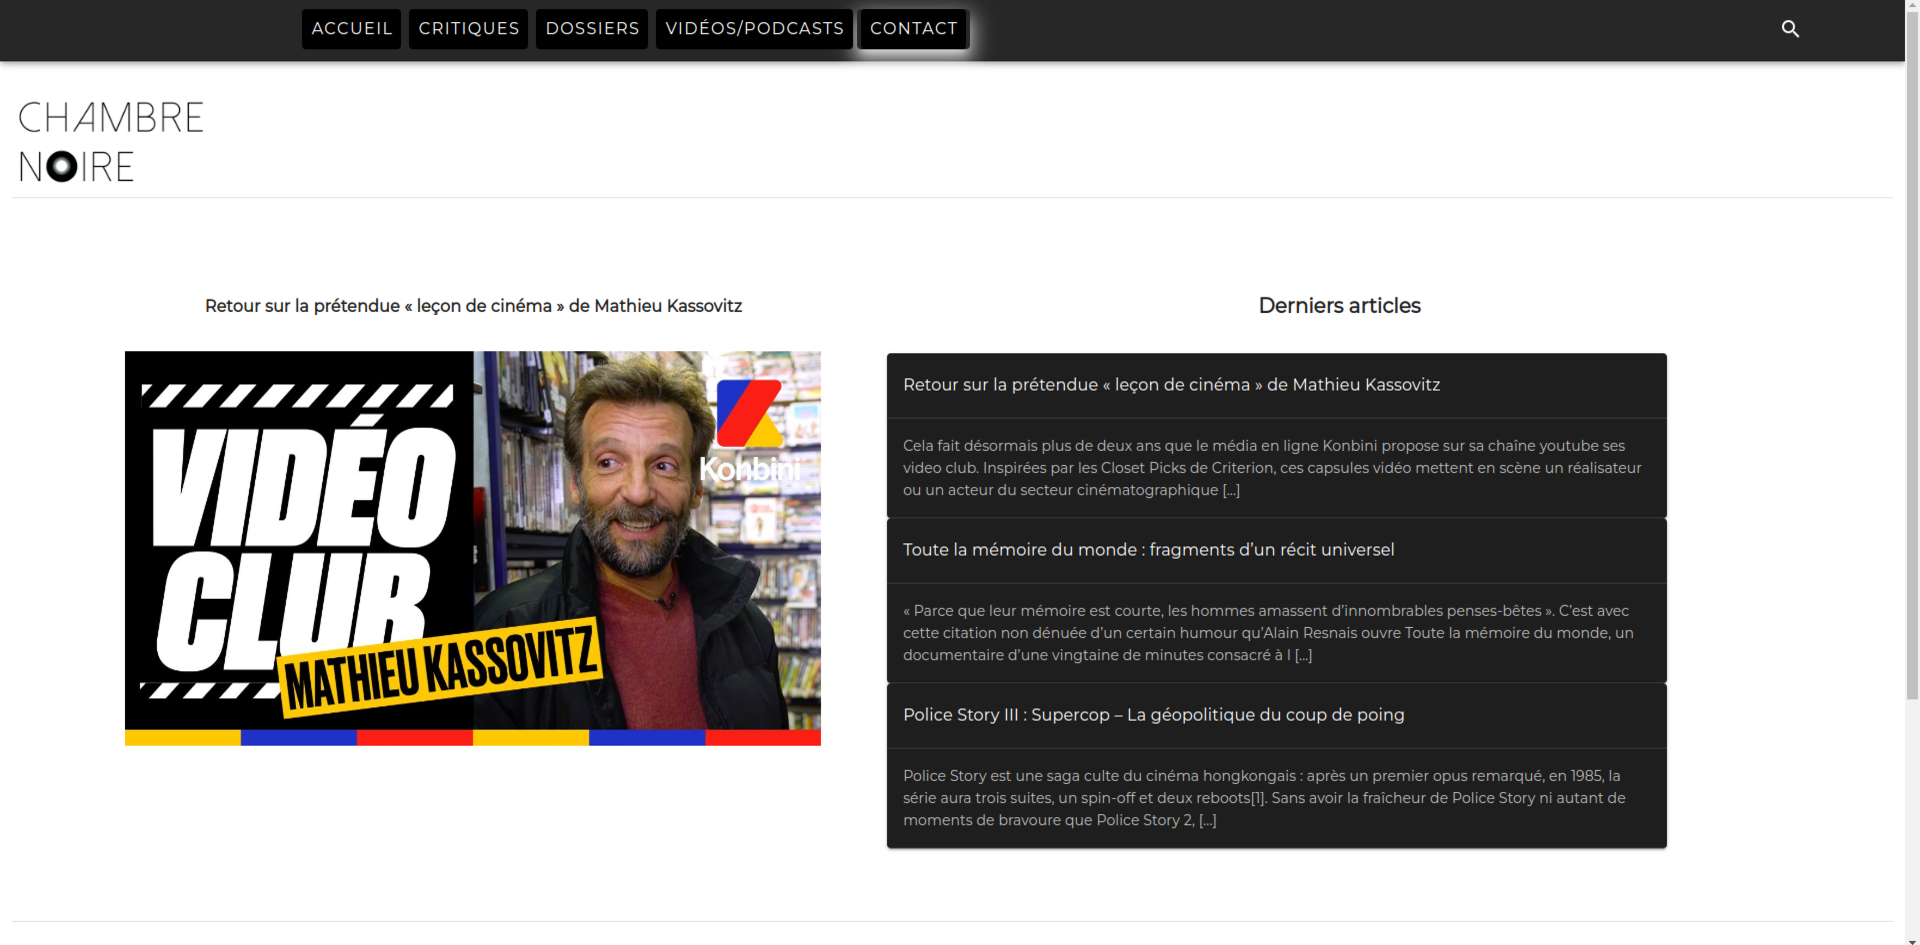 ACCUEIL CRITIQUES DOSSIERS VIDÉOS/PODCASTS CONTACT
CHAMBRE
NOIRE
Retour sur la prétendue « leçon de cinéma » de Mathieu Kassovitz
VIDÉO
CLUB
MATHIEU KASSOVITZ
Konbini
Derniers articles
Retour sur la prétendue « leçon de cinéma » de Mathieu Kassovitz
Cela fait désormais plus de deux ans que le média en ligne Konbini propose sur sa chaîne youtube ses
video club. Inspirées par les Closet Picks de Criterion, ces capsules vidéo mettent en scène un réalisateur
ou un acteur du secteur cinématographique [...]
Toute la mémoire du monde : fragments d’un récit universel
« Parce que leur mémoire est courte, les hommes amassent d’innombrables penses-bêtes ». C’est avec
cette citation non dénuée d’un certain humour qu’Alain Resnais ouvre Toute la mémoire du monde, un
documentaire d’une vingtaine de minutes consacré à l [...]
Police Story III : Supercop – La géopolitique du coup de poing
Police Story est une saga culte du cinéma hongkongais : après un premier opus remarqué, en 1985, la
série aura trois suites, un spin-off et deux reboots[1]. Sans avoir la fraîcheur de Police Story ni autant de
moments de bravoure que Police Story 2, [...]